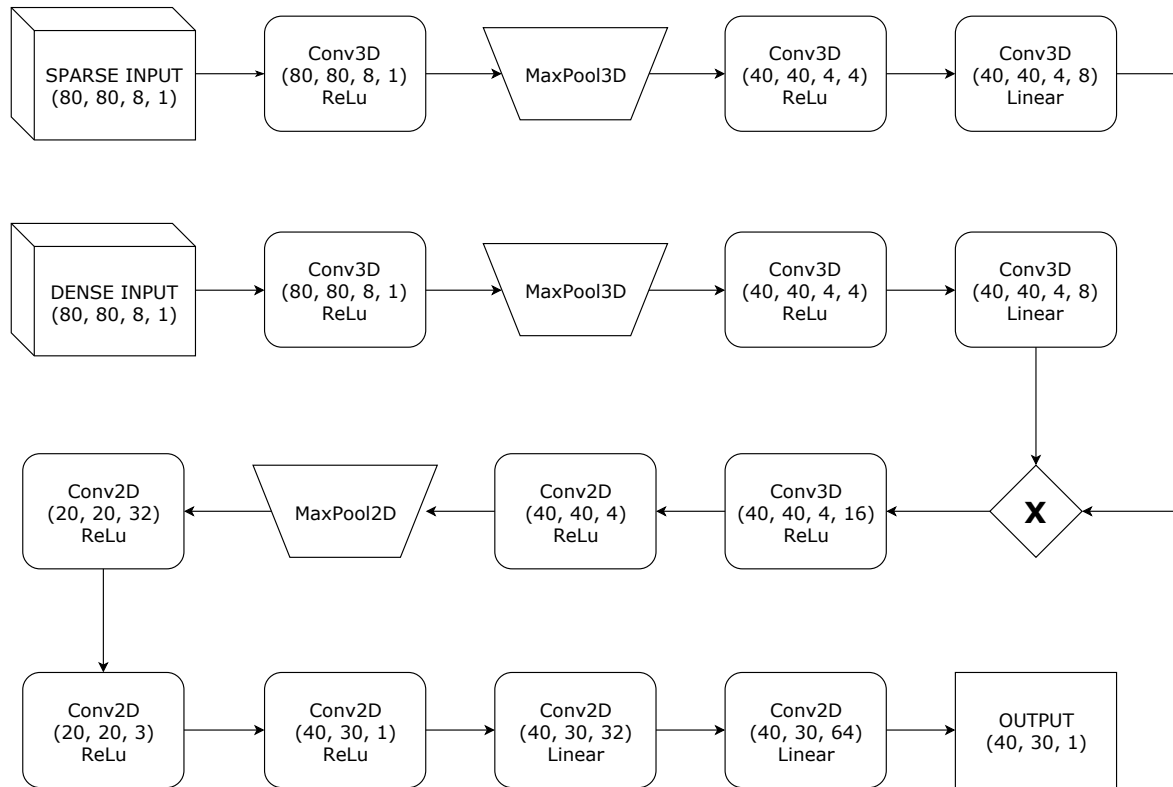 SPARSE INPUT
(80, 80, 8, 1)
Conv3D
(80, 80, 8, 1)
ReLu
MaxPool3D
Conv3D
(40, 40, 4, 4)
ReLu
Conv3D
(40, 40, 4, 8)
Linear
DENSE INPUT
(80, 80, 8, 1)
Conv3D
(80, 80, 8, 1)
ReLu
MaxPool3D
Conv3D
(40, 40, 4, 4)
ReLu
Conv3D
(40, 40, 4, 8)
Linear
Conv2D
(20, 20, 32)
ReLu
MaxPool2D
Conv2D
(40, 40, 4)
ReLu
Conv3D
(40, 40, 4, 16)
ReLu
X
Conv2D
(20, 20, 3)
ReLu
Conv2D
(40, 30, 1)
ReLu
Conv2D
(40, 30, 32)
Linear
Conv2D
(40, 30, 64)
Linear
OUTPUT
(40, 30, 1)